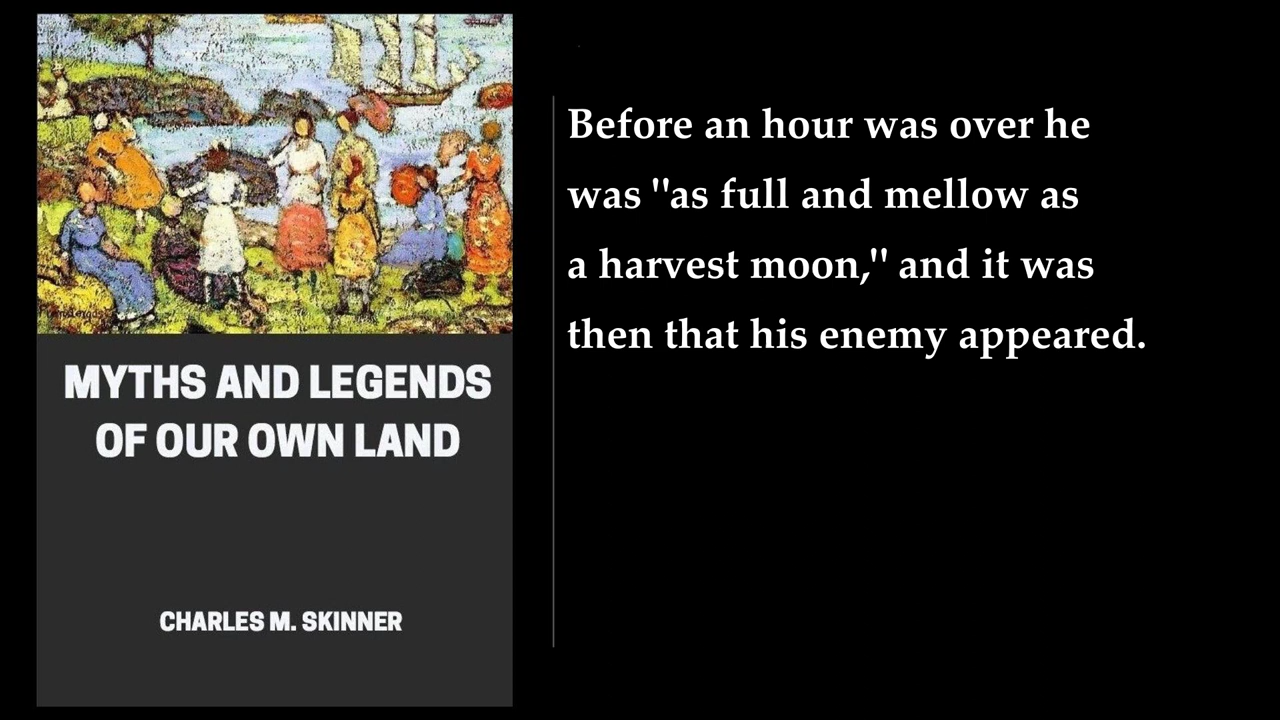 MYTHS AND LEGENDS
OF OUR OWN LAND
CHARLES M. SKINNER
Before an hour was over he
was "as full and mellow as
a harvest moon," and it was
then that his enemy appeared.